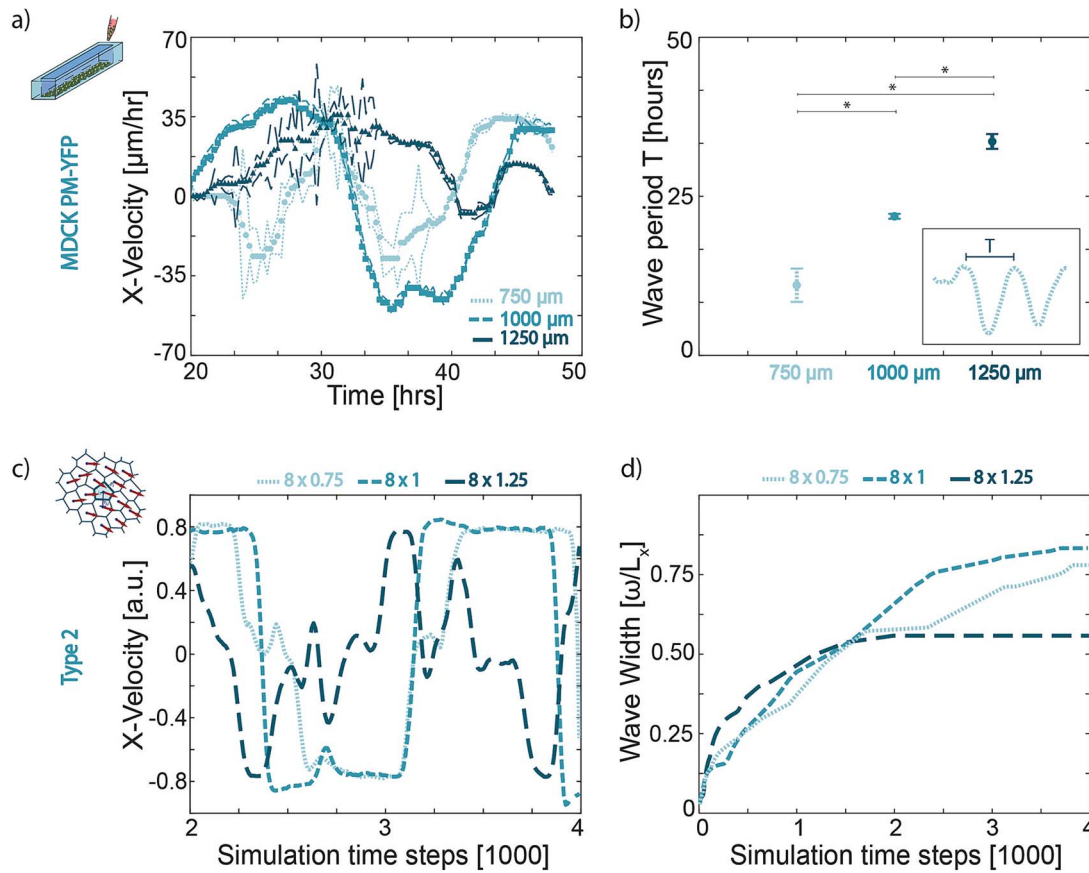 a)
MDCK PM-YFP
X-Velocity [μm/hr]
70
35
0
-35
-70
750 μm
1000 μm
1250 μm
20
30
40
50
Time [hrs]
b)
Wave period T [hours]
50
25
0
*
*
*
T
750 μm
1000 μm
1250 μm
c)
Type 2
8 x 0.75
8 x 1
8 x 1.25
X-Velocity [a.u.]
0.8
0.4
0
-0.4
-0.8
2
3
4
Simulation time steps [1000]
d)
8 x 0.75
8 x 1
8 x 1.25
Wave Width [ω/Lₓ]
0.75
0.50
0.25
0
0
1
2
3
4
Simulation time steps [1000]